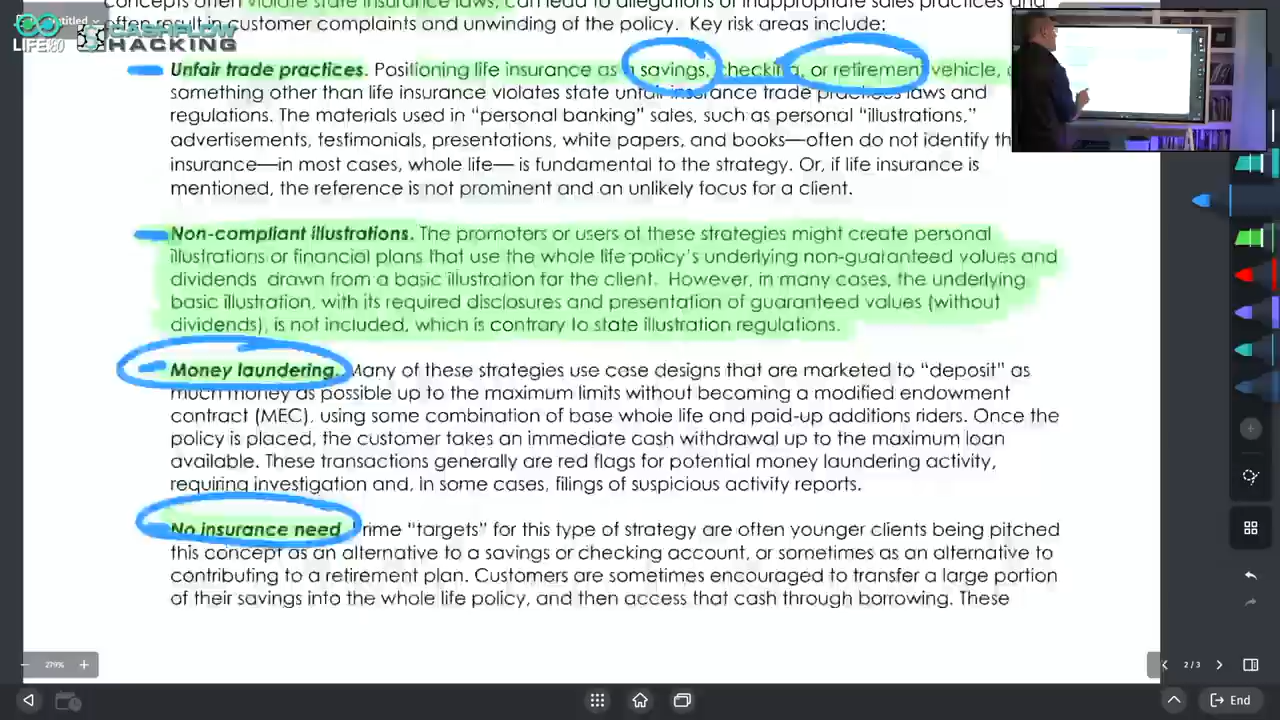 concepts often violate state insurance laws, can lead to allegations of inappropriate sales practices and
often result in customer complaints and unwinding of the policy. Key risk areas include:
Untitled
LIFE180
CASHFLOW
HACKING
Unfair trade practices. Positioning life insurance as a savings, checking, or retirement vehicle,
something other than life insurance violates state unfair insurance trade practices laws and
regulations. The materials used in “personal banking” sales, such as personal “illustrations,”
advertisements, testimonials, presentations, white papers, and books—often do not identify th
insurance—in most cases, whole life— is fundamental to the strategy. Or, if life insurance is
mentioned, the reference is not prominent and an unlikely focus for a client.
Non-compliant illustrations. The promoters or users of these strategies might create personal
illustrations or financial plans that use the whole life policy’s underlying non-guaranteed values and
dividends drawn from a basic illustration for the client. However, in many cases, the underlying
basic illustration, with its required disclosures and presentation of guaranteed values (without
dividends), is not included, which is contrary to state illustration regulations.
Money laundering. Many of these strategies use case designs that are marketed to “deposit” as
much money as possible up to the maximum limits without becoming a modified endowment
contract (MEC), using some combination of base whole life and paid-up additions riders. Once the
policy is placed, the customer takes an immediate cash withdrawal up to the maximum loan
available. These transactions generally are red flags for potential money laundering activity,
requiring investigation and, in some cases, filings of suspicious activity reports.
No insurance need. Prime “targets” for this type of strategy are often younger clients being pitched
this concept as an alternative to a savings or checking account, or sometimes as an alternative to
contributing to a retirement plan. Customers are sometimes encouraged to transfer a large portion
of their savings into the whole life policy, and then access that cash through borrowing. These
279%
2/3
End